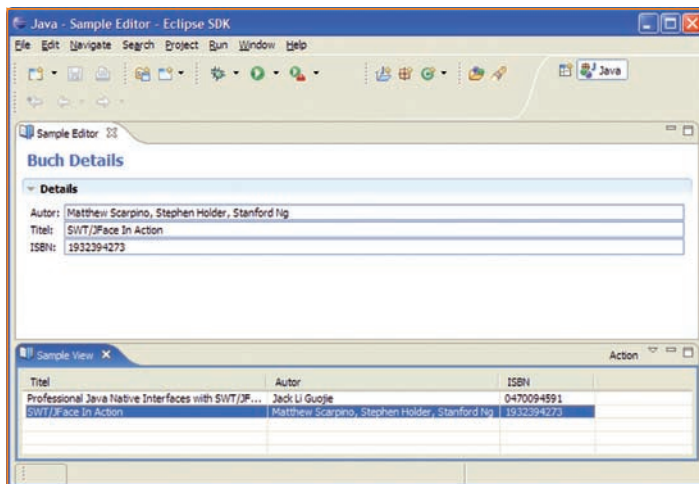 Java - Sample Editor - Eclipse SDK
File Edit Navigate Search Project Run Window Help
Java
Sample Editor
Buch Details
Details
Autor: Matthew Scarpino, Stephen Holder, Stanford Ng
Titel: SWT/JFace In Action
ISBN: 1932394273
Sample View
Action
Titel Autor ISBN
Professional Java Native Interfaces with SWT/JF... Jack Li Guojie 0470094591
SWT/JFace In Action Matthew Scarpino, Stephen Holder, Stanford Ng 1932394273